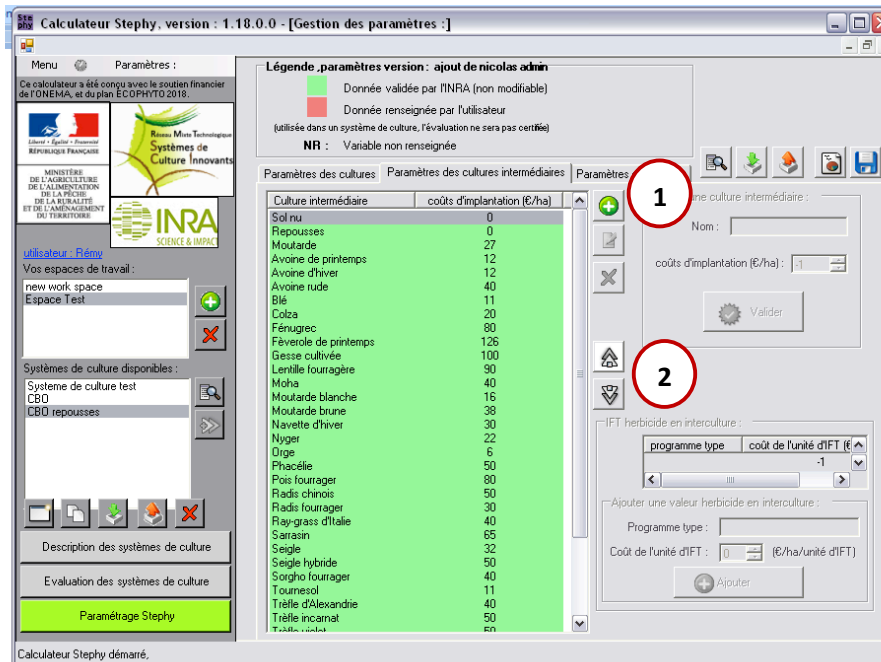 Calculateur Stephy, version : 1.18.0.0 - [Gestion des paramètres :]
Menu Paramètres :
Ce calculateur a été conçu avec le soutien financier
de l'ONEMA, et du plan ECOPHYTO 2018.
Liberté • Égalité • Fraternité
RÉPUBLIQUE FRANÇAISE
MINISTÈRE
DE L'AGRICULTURE
DE L'ALIMENTATION
DE LA PÊCHE
DE LA RURALITÉ
ET DE L'AMÉNAGEMENT
DU TERRITOIRE
Réseau Mixte Technologique
Systèmes de
Culture Innovants
INRA
SCIENCE & IMPACT
utilisateur : Rémy
Vos espaces de travail :
new work space
Espace Test
Systèmes de culture disponibles :
Systeme de culture test
CBO
CBO repousses
Description des systèmes de culture
Evaluation des systèmes de culture
Paramétrage Stephy
Légende ,paramètres version : ajout de nicolas admin
Donnée validée par l'INRA (non modifiable)
Donnée renseignée par l'utilisateur
(utilisée dans un système de culture, l'évaluation ne sera pas certifiée)
NR : Variable non renseignée
Paramètres des cultures Paramètres des cultures intermédiaires Paramètres
Culture intermédiaire coûts d'implantation (€/ha)
Sol nu 0
Repousses 0
Moutarde 27
Avoine de printemps 12
Avoine d'hiver 12
Avoine rude 40
Blé 11
Colza 20
Fénugrec 80
Fèverole de printemps 126
Gesse cultivée 100
Lentille fourragère 90
Moha 40
Moutarde blanche 16
Moutarde brune 38
Navette d'hiver 30
Nyger 22
Orge 6
Phacélie 50
Pois fourrager 80
Radis chinois 50
Radis fourrager 30
Ray-grass d'Italie 40
Sarrasin 65
Seigle 32
Seigle hybride 50
Sorgho fourrager 40
Tournesol 11
Trèfle d'Alexandrie 40
Trèfle incarnat 50
Trèfle violet 50
1
2
une culture intermédiaire :
Nom :
coûts d'implantation (€/ha) : -1
Valider
IFT herbicide en interculture :
programme type coût de l'unité d'IFT (€
-1
Ajouter une valeur herbicide en interculture :
Programme type :
Coût de l'unité d'IFT : 0 (€/ha/unité d'IFT)
Ajouter
Calculateur Stephy démarré,